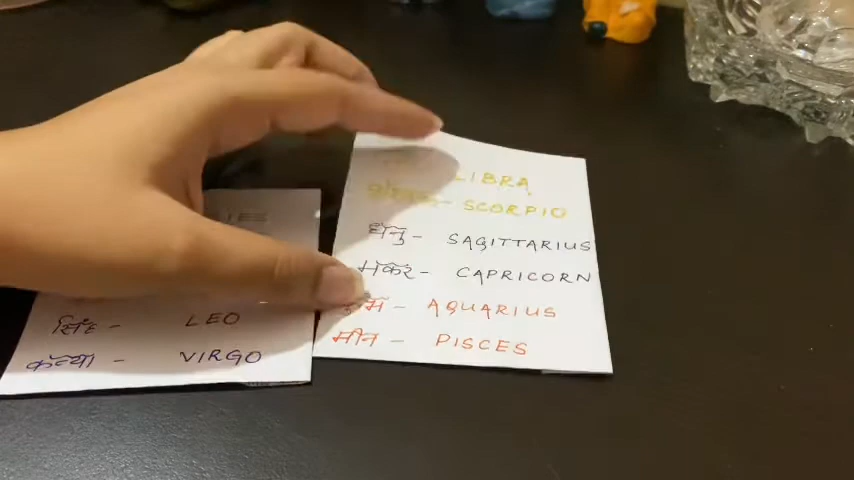 सिंह - LEO
कन्या - VIRGO
LIBRA
- SCORPIO
धनु - SAGITTARIUS
मकर - CAPRICORN
- AQUARIUS
मीन - PISCES